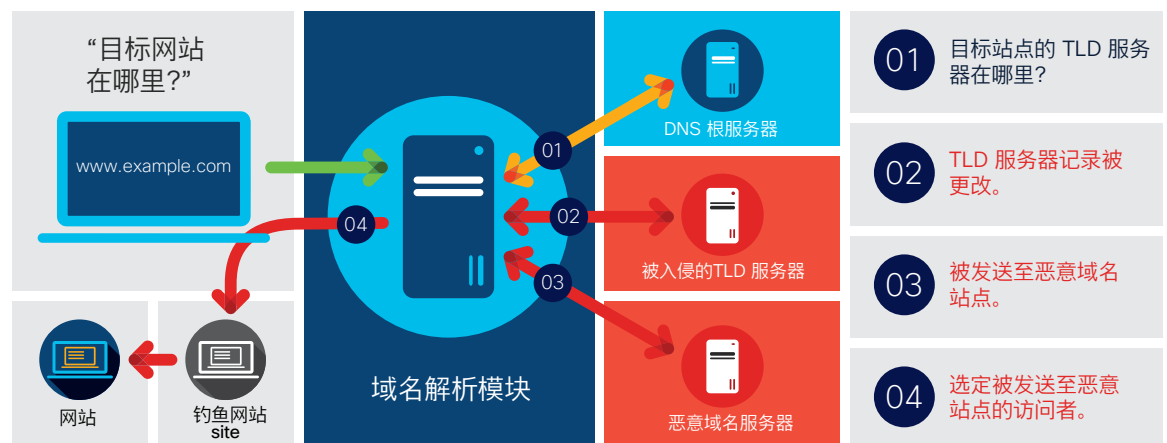 “目标网站
在哪里?”
www.example.com
网站
钓鱼网站
site
域名解析模块
01
02
03
04
DNS 根服务器
被入侵的TLD 服务器
恶意域名服务器
01
目标站点的 TLD 服务
器在哪里?
02
TLD 服务器记录被
更改。
03
被发送至恶意域名
站点。
04
选定被发送至恶意
站点的访问者。